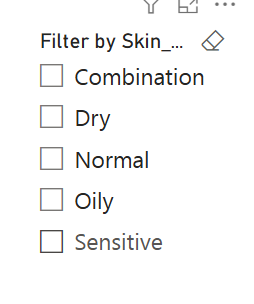 Filter by Skin_...
Combination
Dry
Normal
Oily
Sensitive